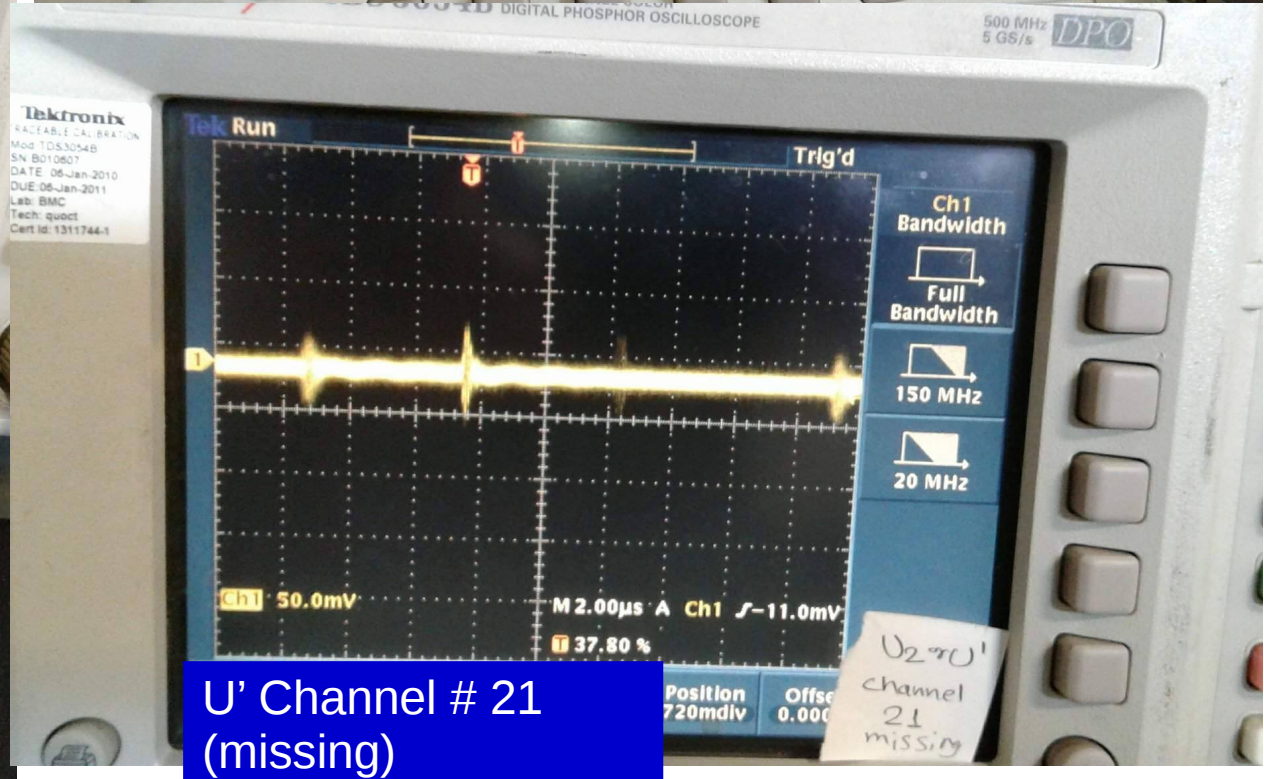 DIGITAL PHOSPHOR OSCILLOSCOPE
500 MHz
5 GS/s DPO
Tektronix
TRACEABLE CALIBRATION
Mod: TDS3054B
SN B010607
DATE 06-Jan-2010
DUE:06-Jan-2011
Lab: BMC
Tech: quoct
Cert Id: 1311744-1
Tek Run
Trig'd
T
T
Ch1
Bandwidth
Full
Bandwidth
150 MHz
20 MHz
1
Ch1 50.0mV
M 2.00µs A Ch1 -11.0mV
T 37.80 %
Position
720mdiv
0.000
U2 or U'
channel
21
missing
U’ Channel # 21
(missing)